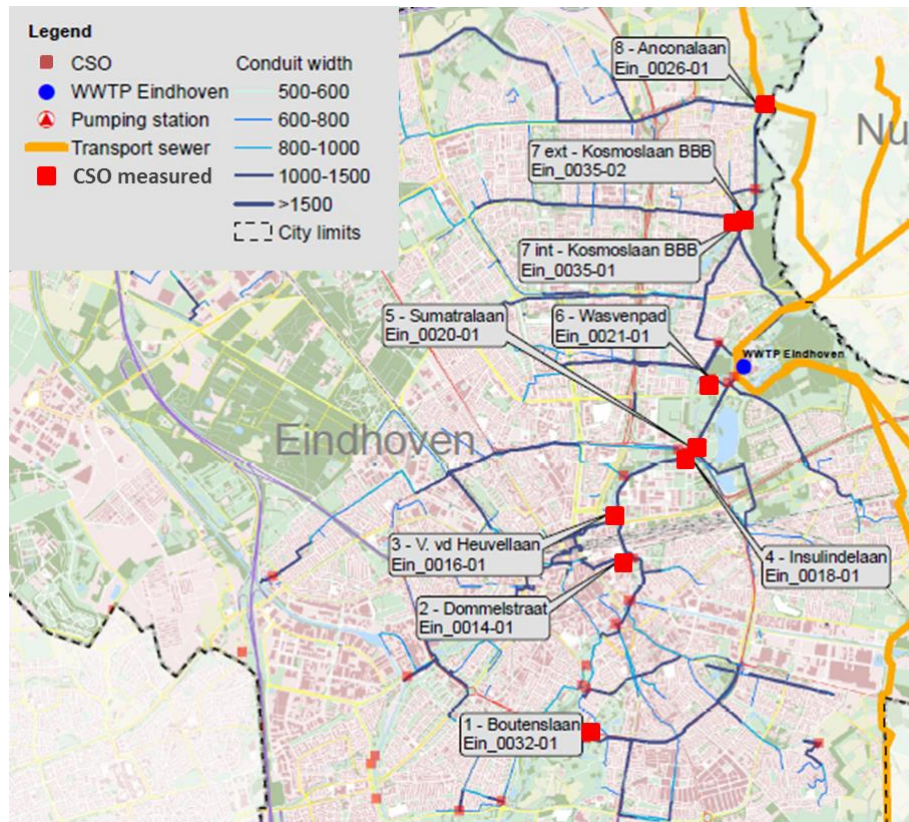 Legend
CSO
WWTP Eindhoven
Pumping station
Transport sewer
CSO measured
Conduit width
500-600
600-800
800-1000
1000-1500
>1500
City limits
8 - Anconalaan
Ein_0026-01
Nu
7 ext - Kosmoslaan BBB
Ein_0035-02
7 int - Kosmoslaan BBB
Ein_0035-01
5 - Sumatralaan
Ein_0020-01
6 - Wasvenpad
Ein_0021-01
WWTP Eindhoven
Eindhoven
3 - V. vd Heuvellaan
Ein_0016-01
4 - Insulindelaan
Ein_0018-01
2 - Dommelstraat
Ein_0014-01
1 - Boutenslaan
Ein_0032-01